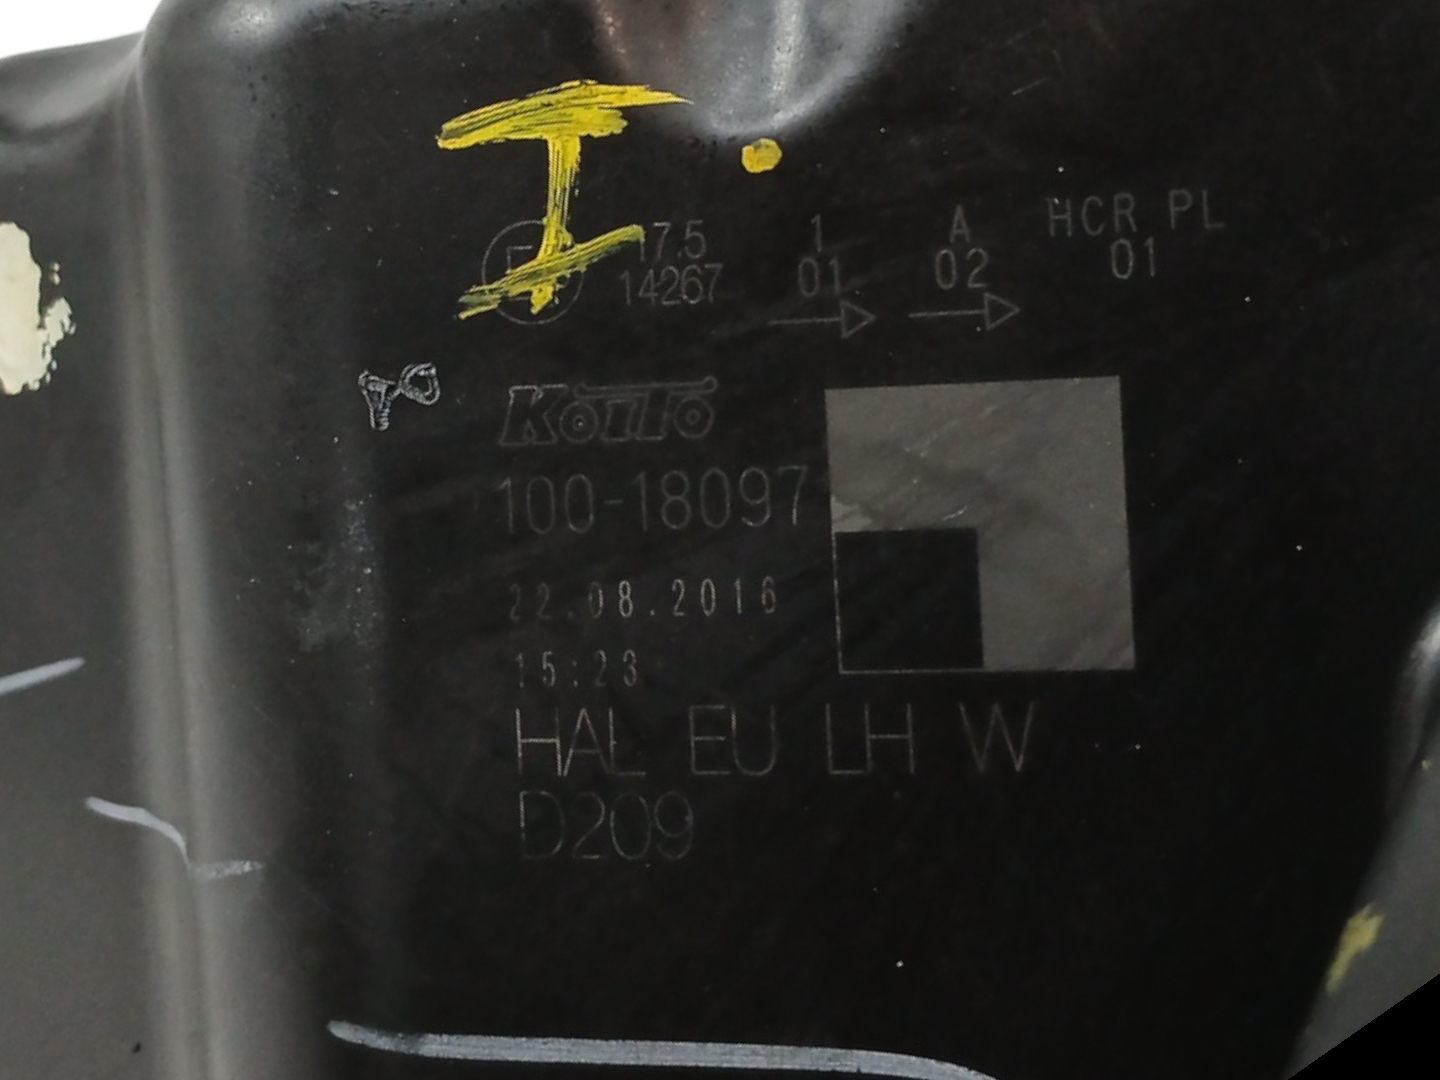 I.
E 17.5 1 A HCR PL
14267 01 02 01
Koito
100-18097
22.08.2016
15:23
HAL EU LH W
D209